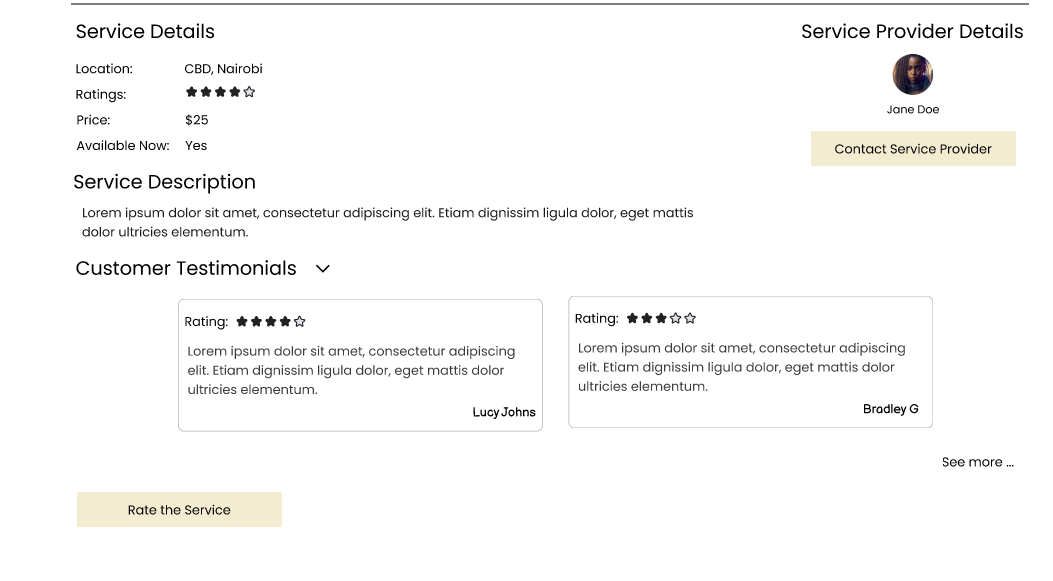 Service Details
Location: CBD, Nairobi
Ratings:
Price: $25
Available Now: Yes
Service Provider Details
Jane Doe
Contact Service Provider
Service Description
Lorem ipsum dolor sit amet, consectetur adipiscing elit. Etiam dignissim ligula dolor, eget mattis
dolor ultricies elementum.
Customer Testimonials
Rating:
Lorem ipsum dolor sit amet, consectetur adipiscing
elit. Etiam dignissim ligula dolor, eget mattis dolor
ultricies elementum.
Lucy Johns
Rating:
Lorem ipsum dolor sit amet, consectetur adipiscing
elit. Etiam dignissim ligula dolor, eget mattis dolor
ultricies elementum.
Bradley G
See more ...
Rate the Service